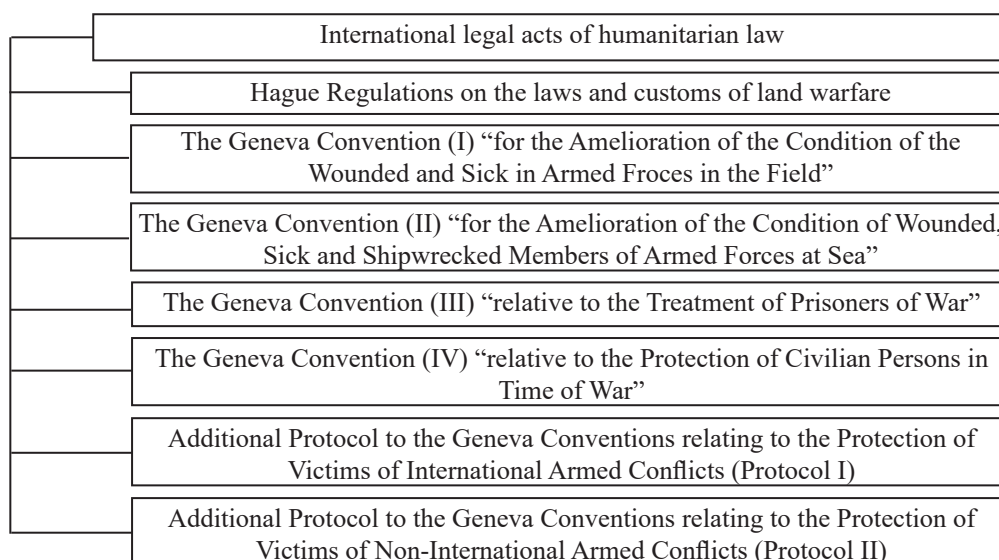 International legal acts of humanitarian law
Hague Regulations on the laws and customs of land warfare
The Geneva Convention (I) “for the Amelioration of the Condition of the
Wounded and Sick in Armed Froces in the Field”
The Geneva Convention (II) “for the Amelioration of the Condition of Wounded,
Sick and Shipwrecked Members of Armed Forces at Sea”
The Geneva Convention (III) “relative to the Treatment of Prisoners of War”
The Geneva Convention (IV) “relative to the Protection of Civilian Persons in
Time of War”
Additional Protocol to the Geneva Conventions relating to the Protection of
Victims of International Armed Conflicts (Protocol I)
Additional Protocol to the Geneva Conventions relating to the Protection of
Victims of Non-International Armed Conflicts (Protocol II)